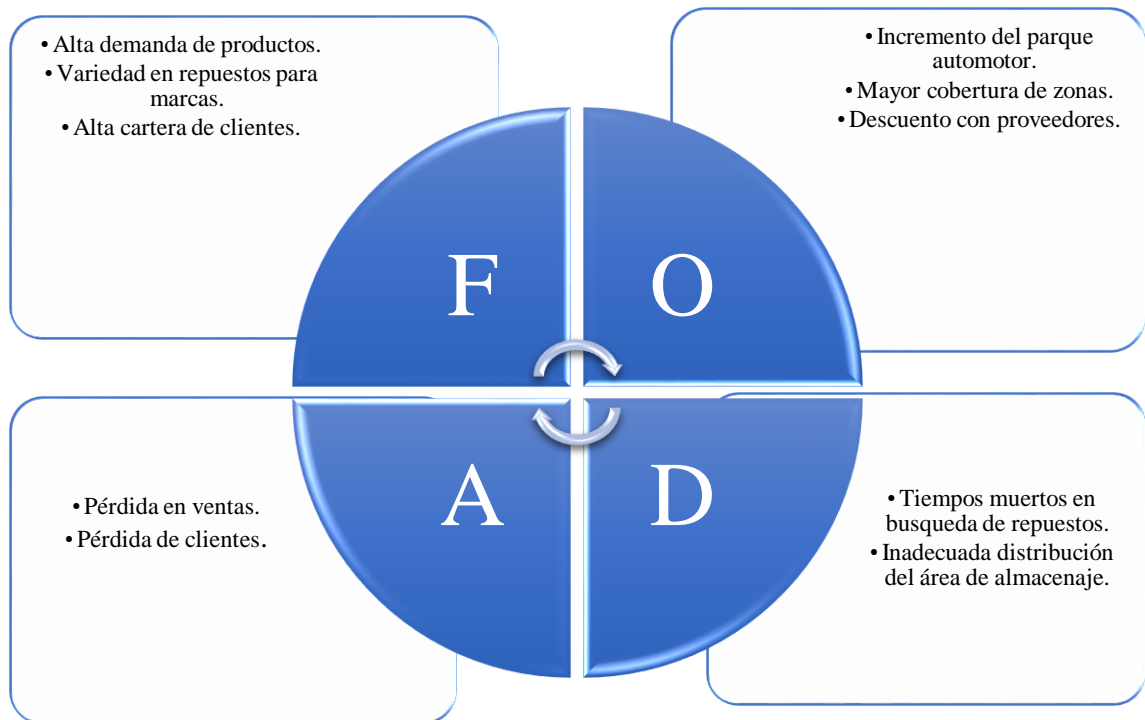 • Alta demanda de productos.
• Variedad en repuestos para
marcas.
• Alta cartera de clientes.
• Incremento del parque
automotor.
• Mayor cobertura de zonas.
• Descuento con proveedores.
F
O
A
D
• Pérdida en ventas.
• Pérdida de clientes.
• Tiempos muertos en
busqueda de repuestos.
• Inadecuada distribución
del área de almacenaje.